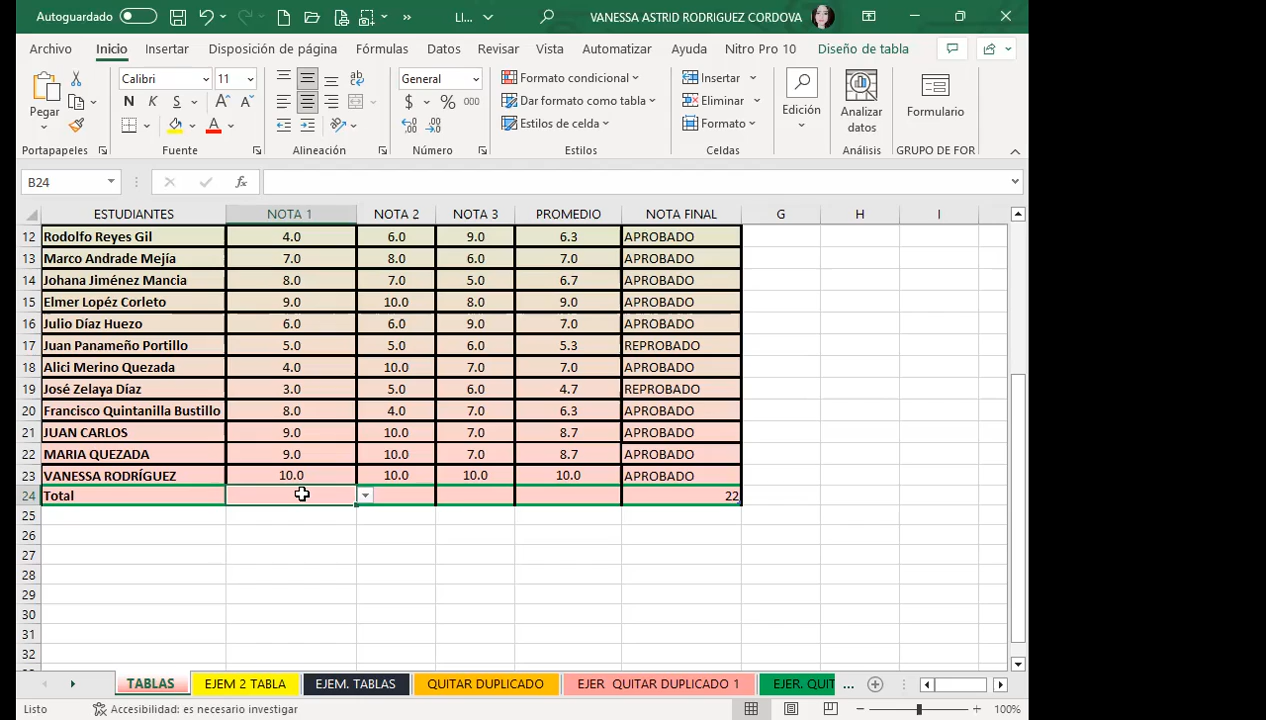 Autoguardado LI... VANESSA ASTRID RODRIGUEZ CORDOVA
Archivo Inicio Insertar Disposición de página Fórmulas Datos Revisar Vista Automatizar Ayuda Nitro Pro 10 Diseño de tabla
Pegar
Calibri 11
N K S
General
$ % 000
Formato condicional
Dar formato como tabla
Estilos de celda
Insertar
Eliminar
Formato
Edición
Analizar datos
Formulario
Portapapeles Fuente Alineación Número Estilos Celdas Análisis GRUPO DE FOR
B24 fx
ESTUDIANTES NOTA 1 NOTA 2 NOTA 3 PROMEDIO NOTA FINAL G H I
12 Rodolfo Reyes Gil 4.0 6.0 9.0 6.3 APROBADO
13 Marco Andrade Mejía 7.0 8.0 6.0 7.0 APROBADO
14 Johana Jiménez Mancia 8.0 7.0 5.0 6.7 APROBADO
15 Elmer Lopéz Corleto 9.0 10.0 8.0 9.0 APROBADO
16 Julio Díaz Huezo 6.0 6.0 9.0 7.0 APROBADO
17 Juan Panameño Portillo 5.0 5.0 6.0 5.3 REPROBADO
18 Alici Merino Quezada 4.0 10.0 7.0 7.0 APROBADO
19 José Zelaya Díaz 3.0 5.0 6.0 4.7 REPROBADO
20 Francisco Quintanilla Bustillo 8.0 4.0 7.0 6.3 APROBADO
21 JUAN CARLOS 9.0 10.0 7.0 8.7 APROBADO
22 MARIA QUEZADA 9.0 10.0 7.0 8.7 APROBADO
23 VANESSA RODRÍGUEZ 10.0 10.0 10.0 10.0 APROBADO
24 Total 22
25
26
27
28
29
30
31
32
TABLAS EJEM 2 TABLA EJEM. TABLAS QUITAR DUPLICADO EJER QUITAR DUPLICADO 1 EJER. QUIT ...
Listo Accesibilidad: es necesario investigar 100%